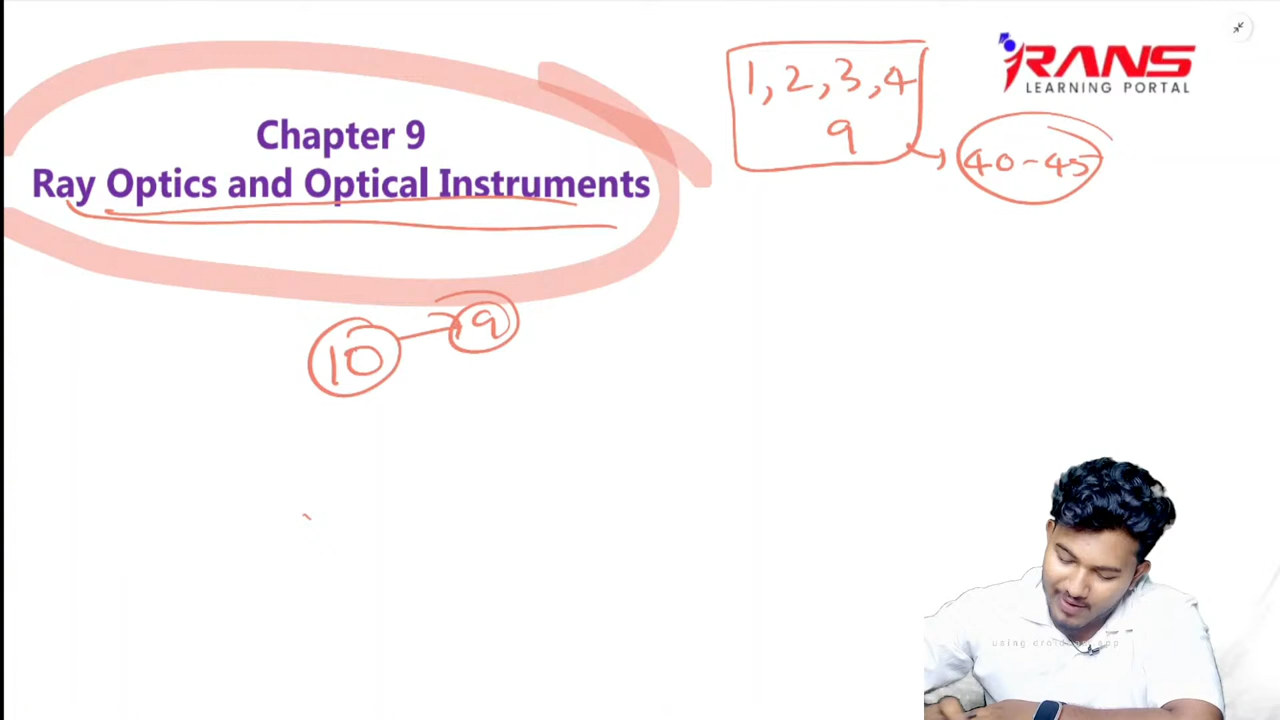 Chapter 9
Ray Optics and Optical Instruments
1, 2, 3, 4
9
40-45
RANS
LEARNING PORTAL
10
9